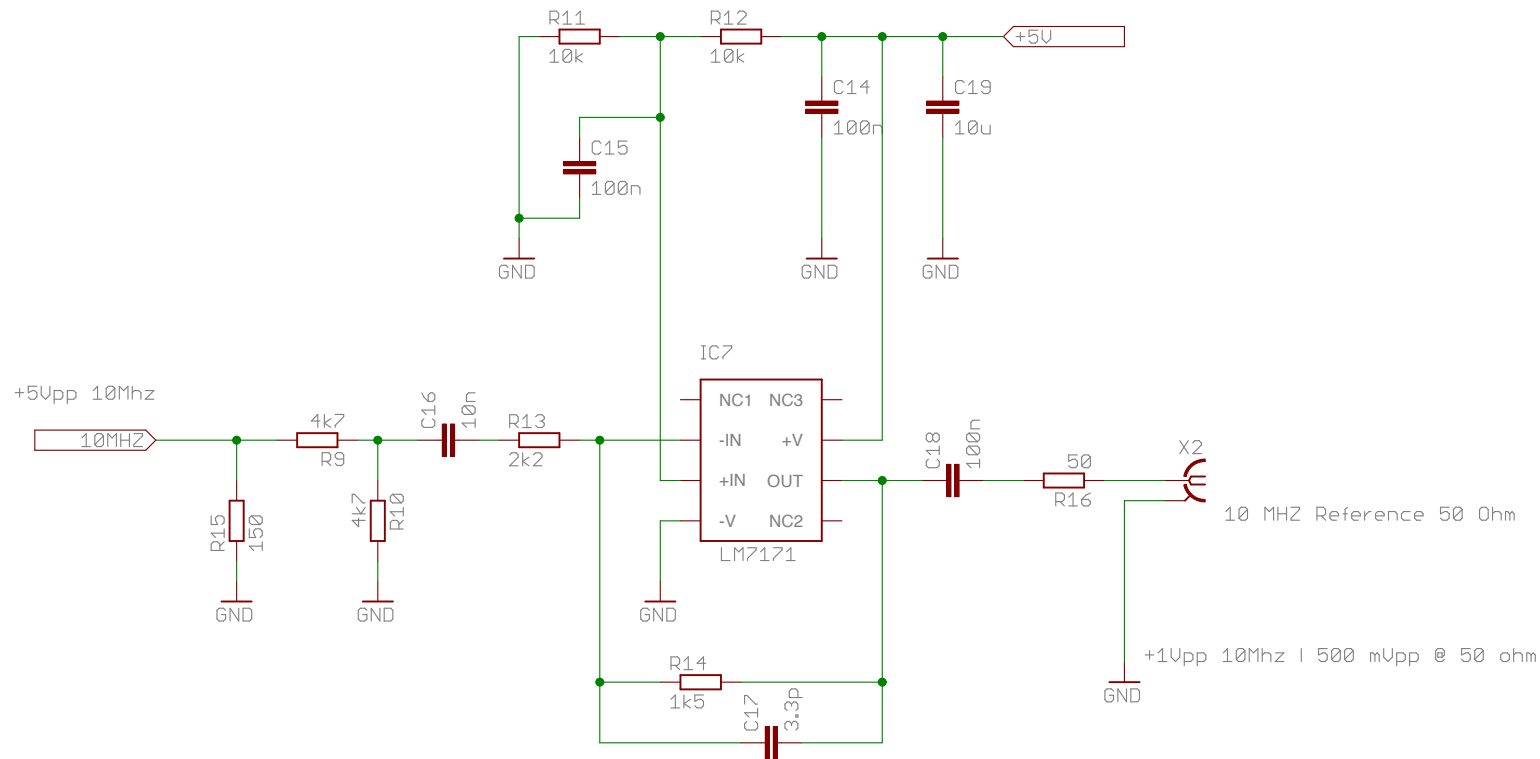 R11
R12
10k
10k
+5V
C14
100n
C19
10u
C15
100n
GND
GND
GND
IC7
+5Vpp 10Mhz
10MHZ
4k7
R9
C16
10n
R13
2k2
NC1
NC3
-IN
+V
+IN
OUT
-V
NC2
LM7171
C18
100n
50
R16
X2
10 MHZ Reference 50 Ohm
R15
150
4k7
R10
GND
GND
GND
R14
1k5
C17
3.3p
+1Vpp 10Mhz | 500 mVpp @ 50 ohm
GND